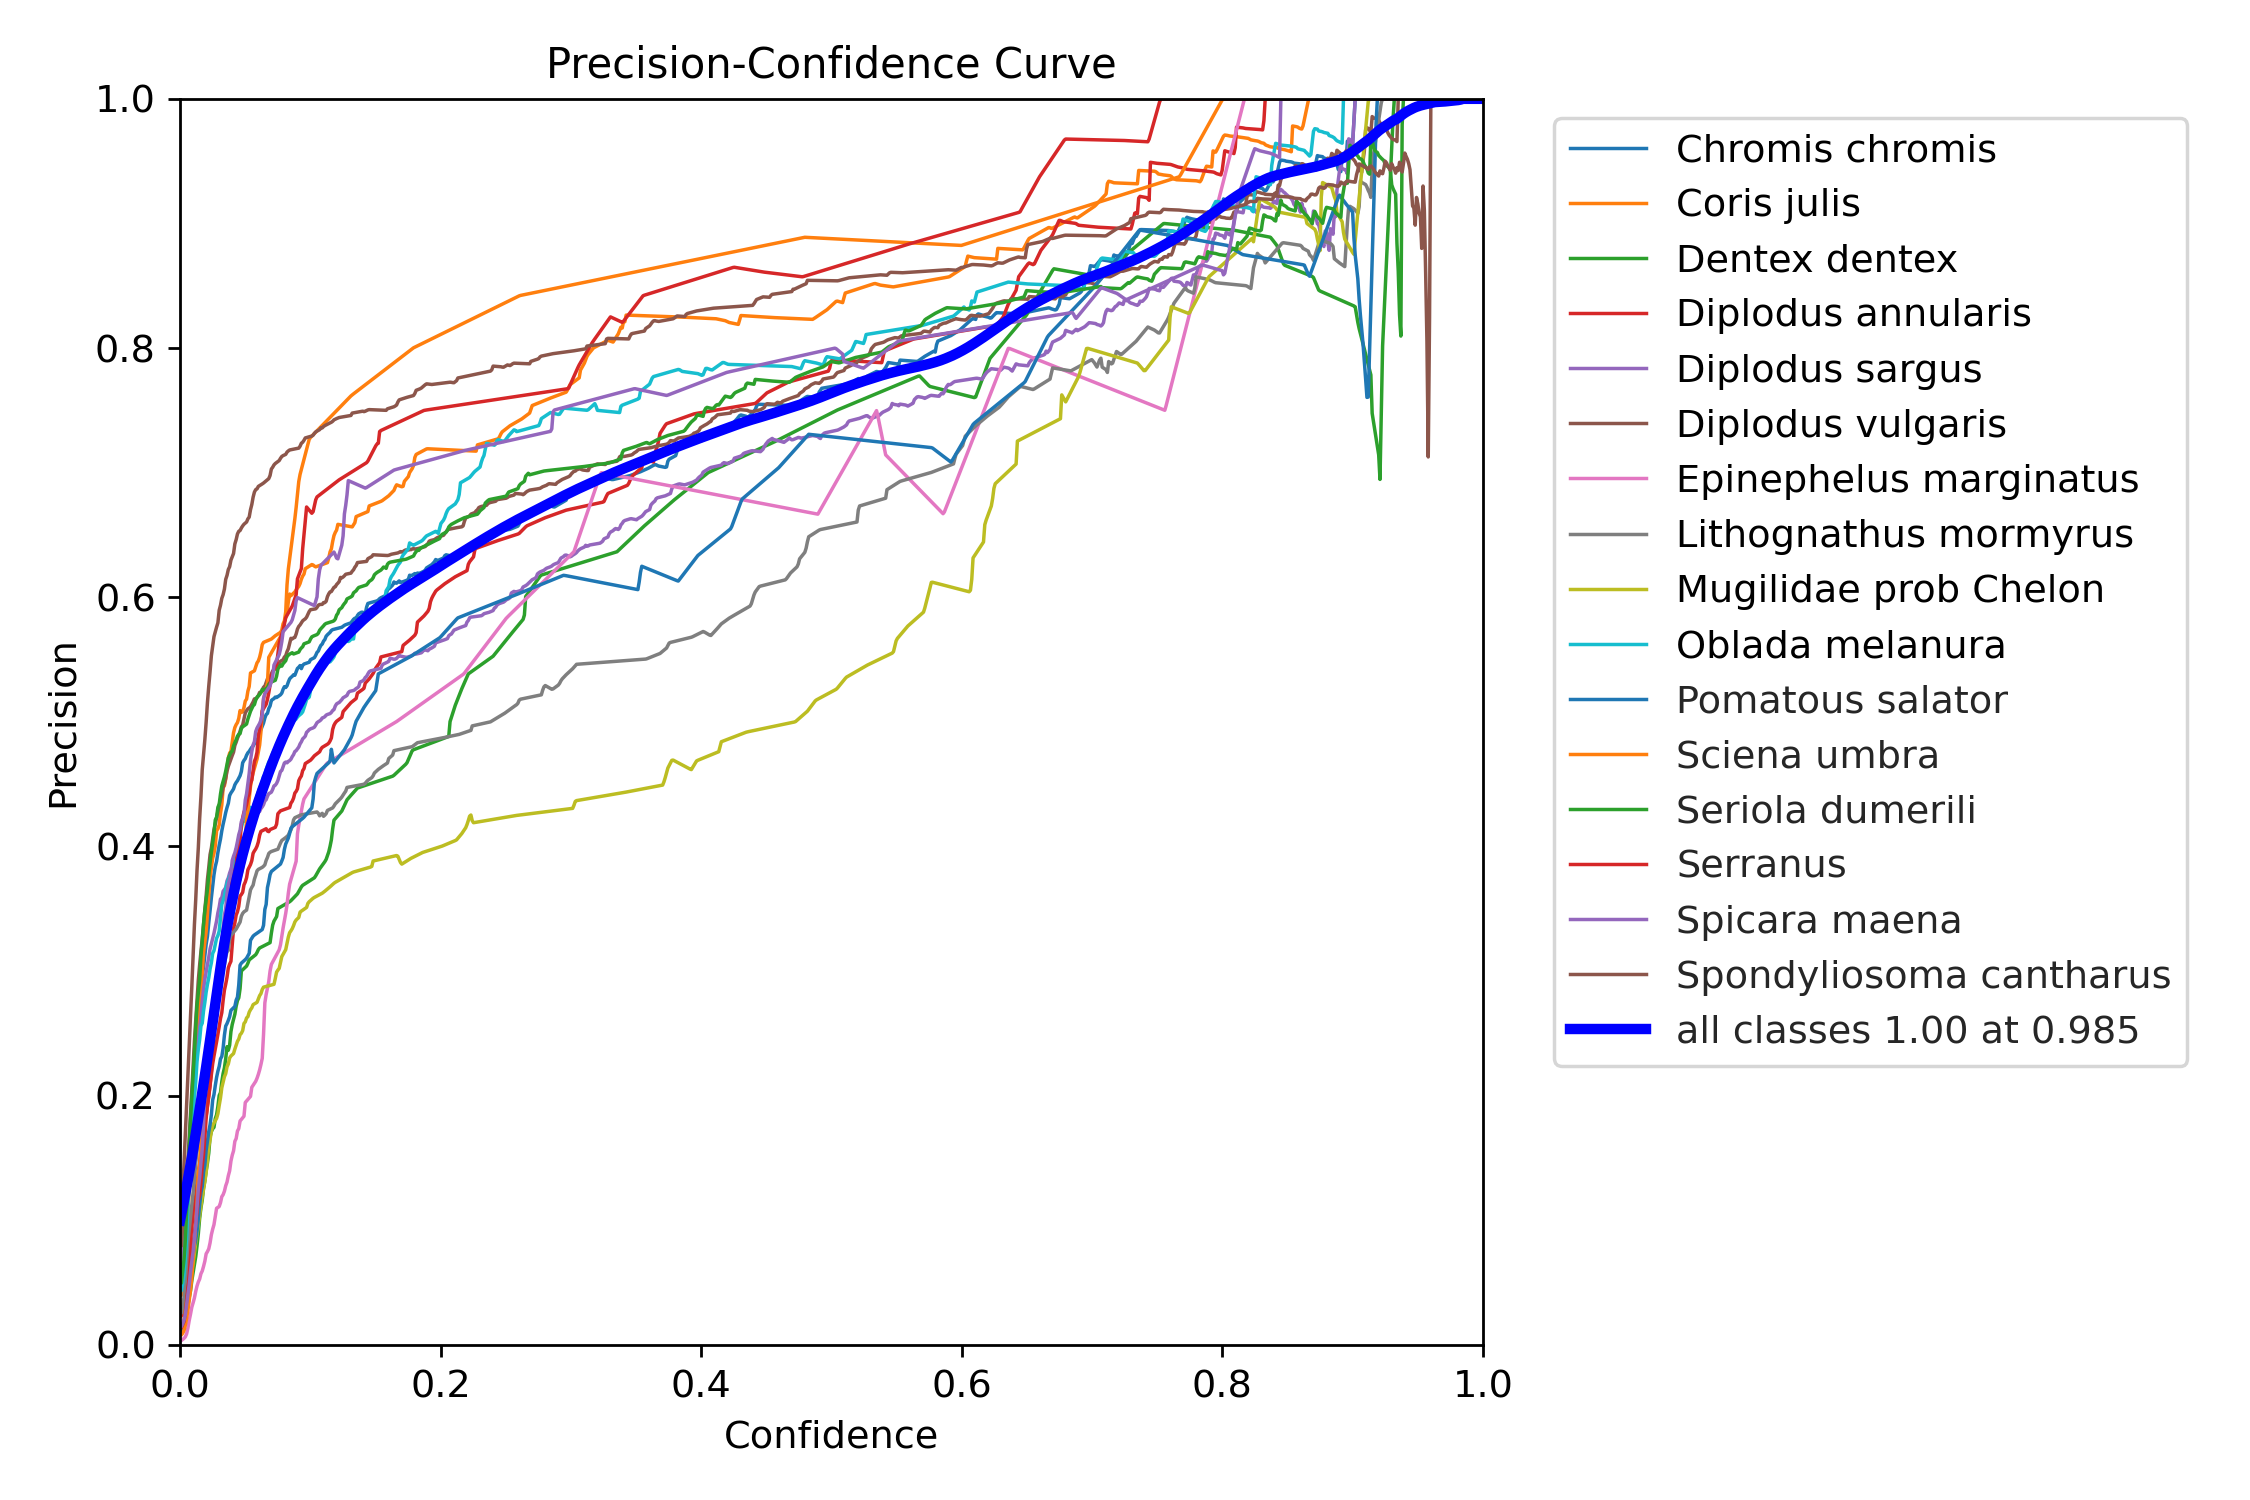 Precision-Confidence Curve
1.0
0.8
0.6
0.4
0.2
0.0
Precision
0.0 0.2 0.4 0.6 0.8 1.0
Confidence
Chromis chromis
Coris julis
Dentex dentex
Diplodus annularis
Diplodus sargus
Diplodus vulgaris
Epinephelus marginatus
Lithognathus mormyrus
Mugilidae prob Chelon
Oblada melanura
Pomatous salator
Sciena umbra
Seriola dumerili
Serranus
Spicara maena
Spondyliosoma cantharus
all classes 1.00 at 0.985